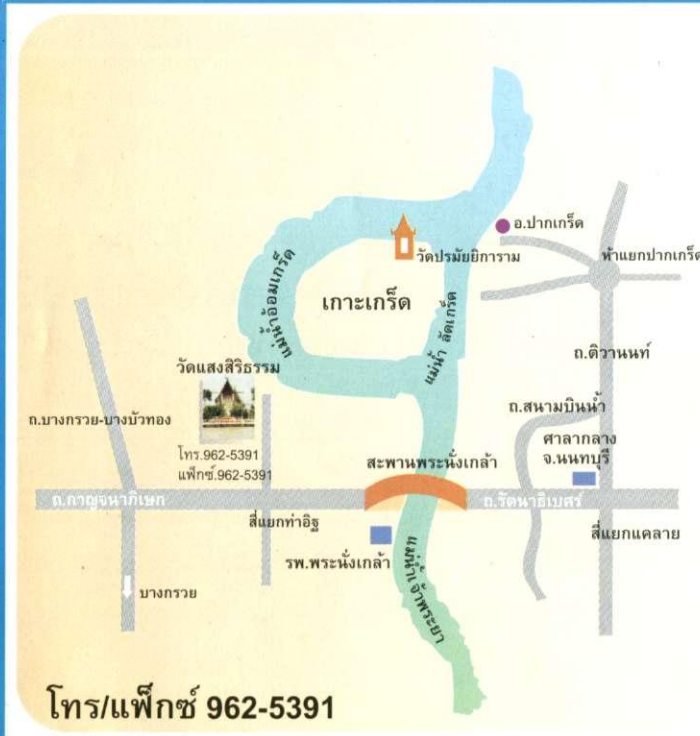 อ.ปากเกร็ด
วัดปรมัยยิการาม
ห้าแยกปากเกร็ด
แม่น้ำอ้อมเกร็ด
เกาะเกร็ด
แม่น้ำ ลัดเกร็ด
ถ.ติวานนท์
วัดแสงสิริธรรม
ถ.บางกรวย-บางบัวทอง
ถ.สนามบินน้ำ
ศาลากลาง
จ.นนทบุรี
โทร.962-5391
แฟ็กซ์.962-5391
สะพานพระนั่งเกล้า
ถ.กาญจนาภิเษก
ถ.รัตนาธิเบศร์
สี่แยกท่าอิฐ
สี่แยกแคลาย
รพ.พระนั่งเกล้า
แม่น้ำเจ้าพระยา
บางกรวย
โทร/แฟ็กซ์ 962-5391